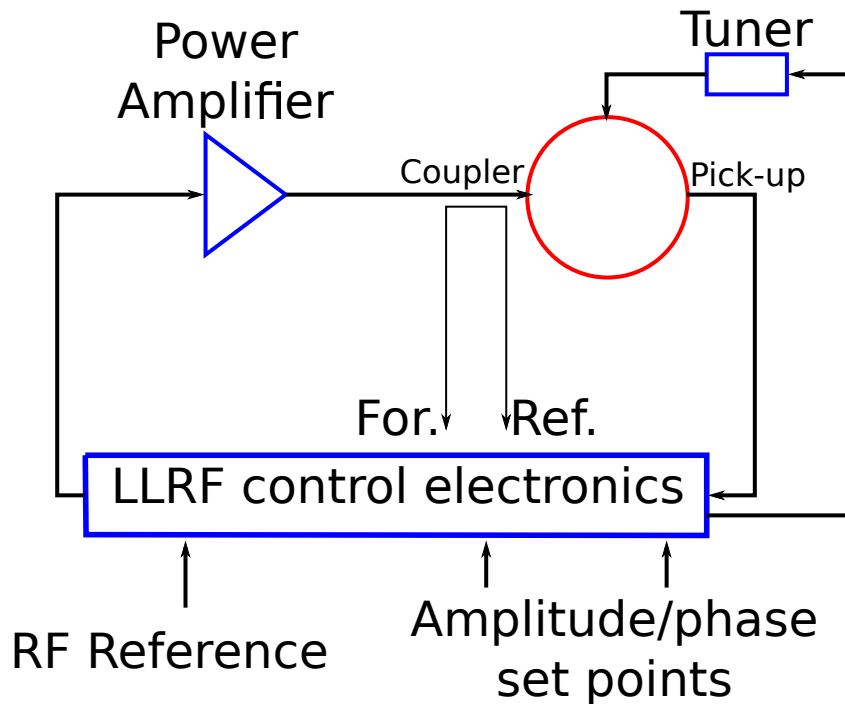 Power
Amplifier
Tuner
Coupler
Pick-up
For.
Ref.
LLRF control electronics
RF Reference
Amplitude/phase
set points